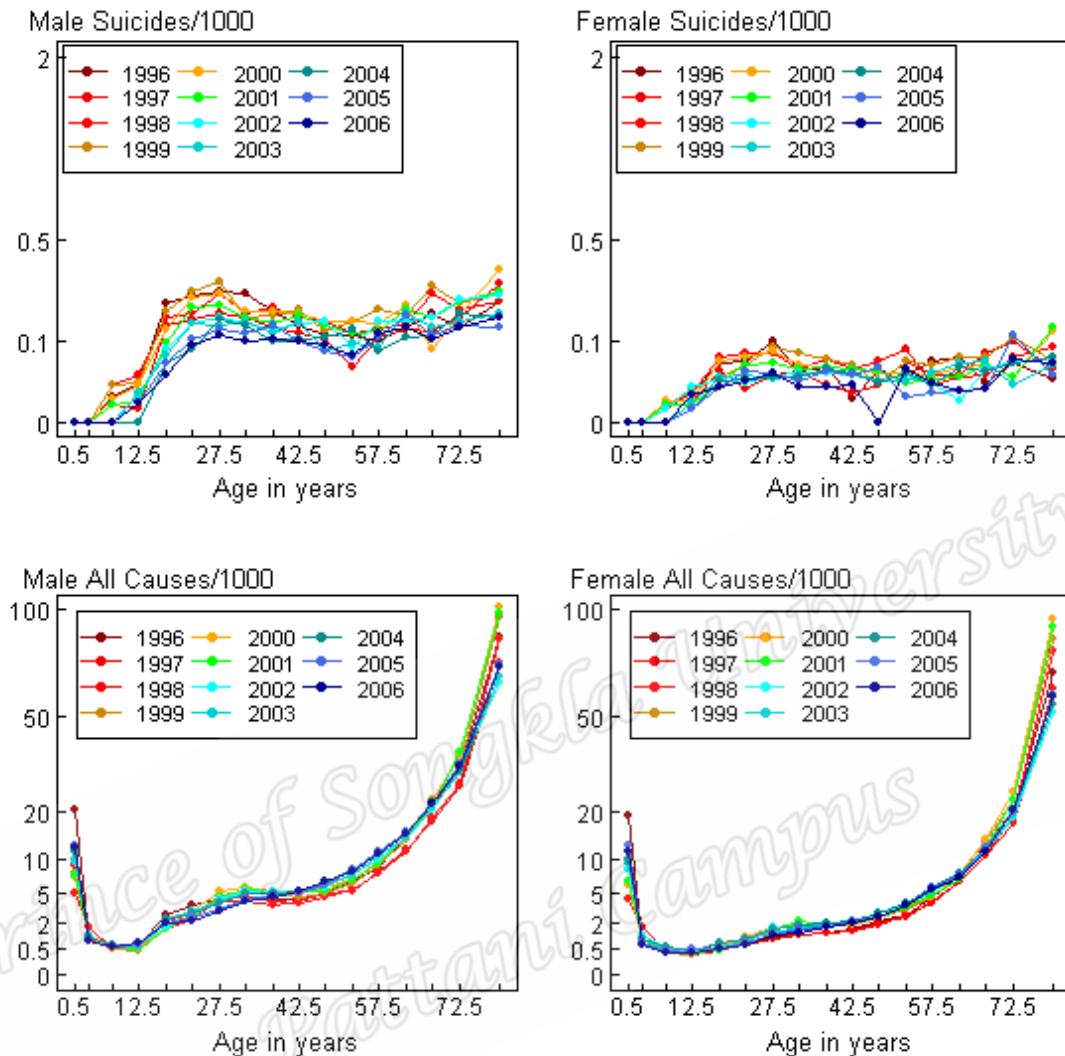 Male Suicides/1000
2
0.5
0.1
0
1996 2000 2004
1997 2001 2005
1998 2002 2006
1999 2003
0.5 12.5 27.5 42.5 57.5 72.5
Age in years
Female Suicides/1000
2
0.5
0.1
0
1996 2000 2004
1997 2001 2005
1998 2002 2006
1999 2003
0.5 12.5 27.5 42.5 57.5 72.5
Age in years
Male All Causes/1000
100
50
20
10
5
2
0.5
0
1996 2000 2004
1997 2001 2005
1998 2002 2006
1999 2003
0.5 12.5 27.5 42.5 57.5 72.5
Age in years
Female All Causes/1000
100
50
20
10
5
2
0.5
0
1996 2000 2004
1997 2001 2005
1998 2002 2006
1999 2003
0.5 12.5 27.5 42.5 57.5 72.5
Age in years
Prince of Songkla University
Pattani Campus